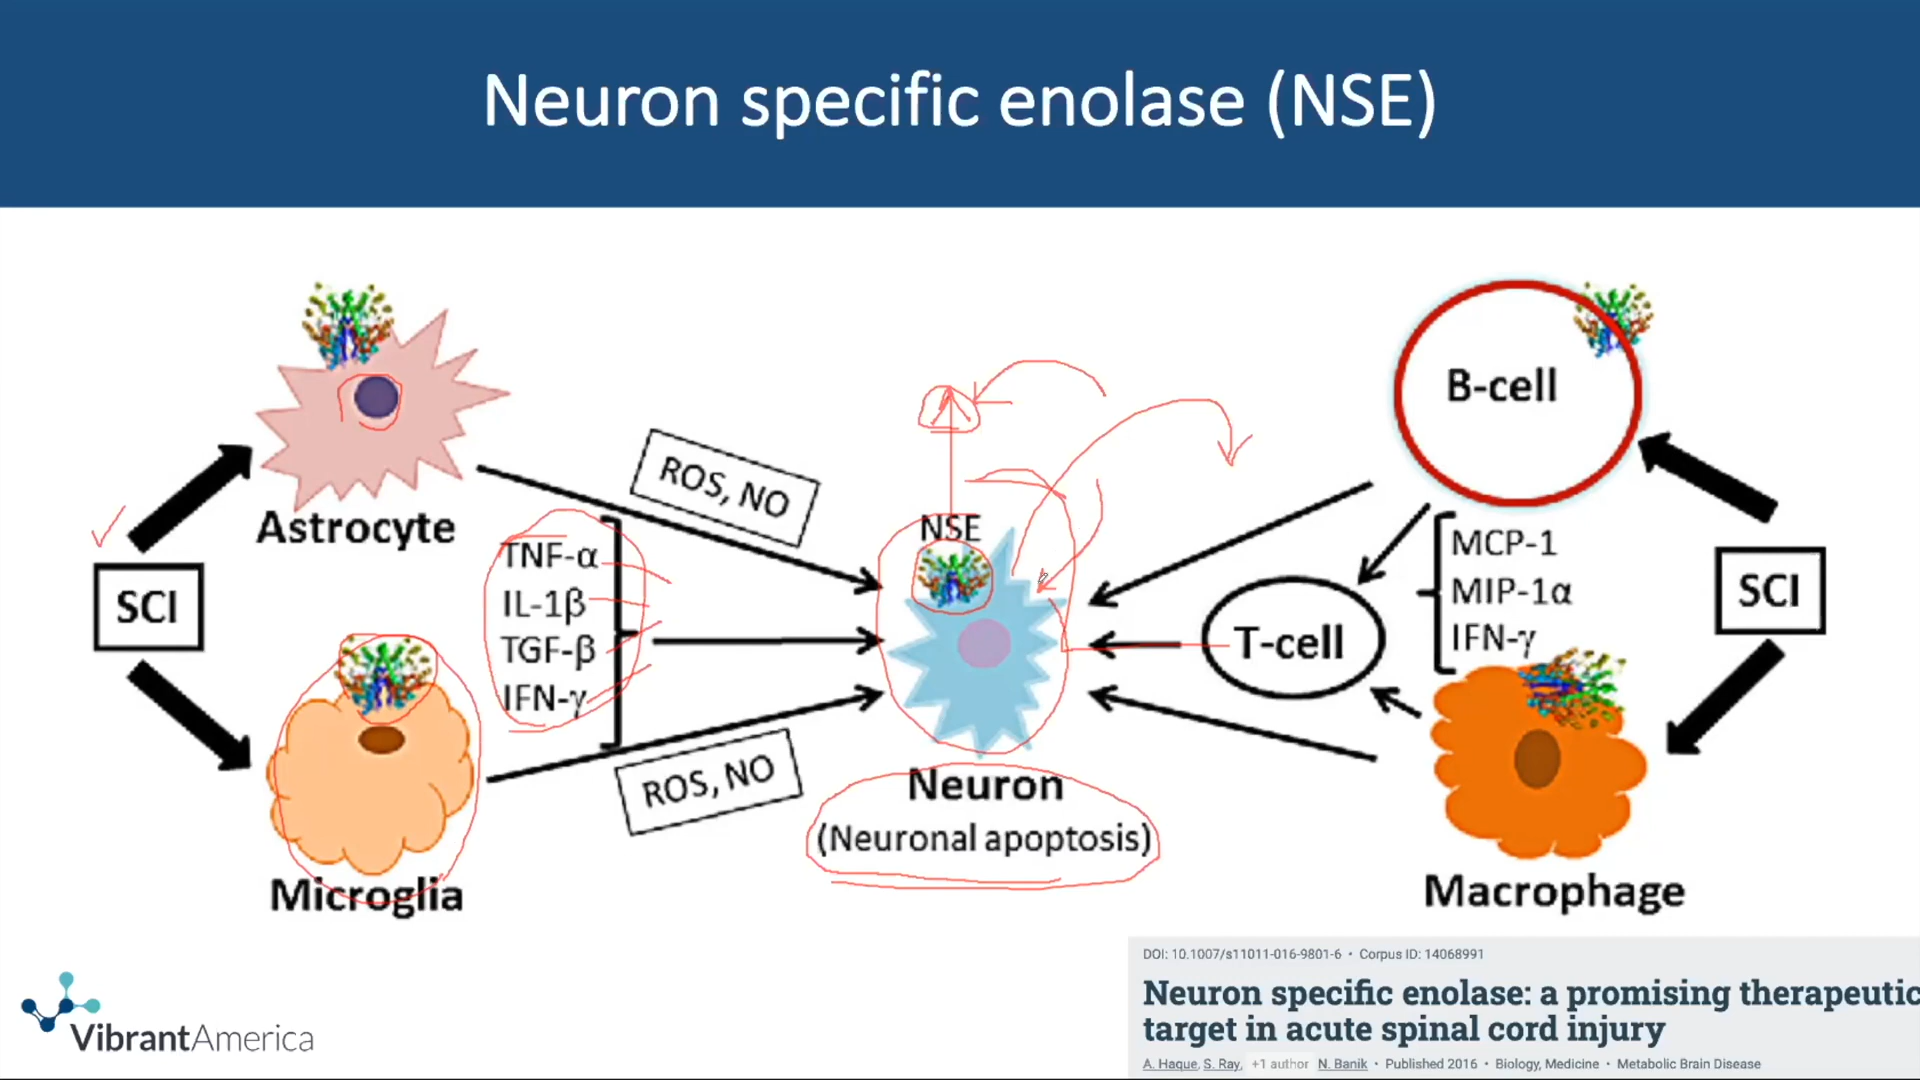 Neuron specific enolase (NSE)
Astrocyte
SCI
Microglia
ROS, NO
TNF-α
IL-1β
TGF-β
IFN-γ
ROS, NO
NSE
Neuron
(Neuronal apoptosis)
B-cell
T-cell
MCP-1
MIP-1α
IFN-γ
SCI
Macrophage
VibrantAmerica
DOI: 10.1007/s11011-016-9801-6 • Corpus ID: 14068991
Neuron specific enolase: a promising therapeutic
target in acute spinal cord injury
A. Haque, S. Ray, +1 author N. Banik • Published 2016 • Biology, Medicine • Metabolic Brain Disease